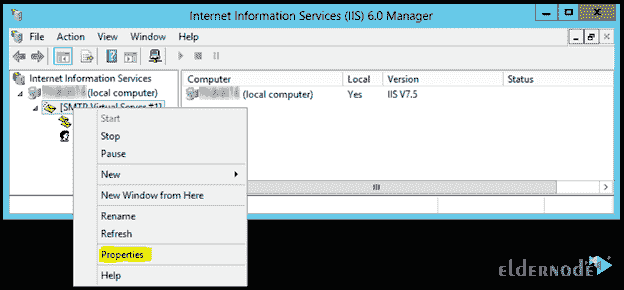 Internet Information Services (IIS) 6.0 Manager
File Action View Window Help
Internet Information Services
(local computer)
[SMTP Virtual Server #1]
Computer Local Version Status
(local computer) Yes IIS V7.5
Start
Stop
Pause
New
New Window from Here
Rename
Refresh
Properties
Help
ELDERNODE